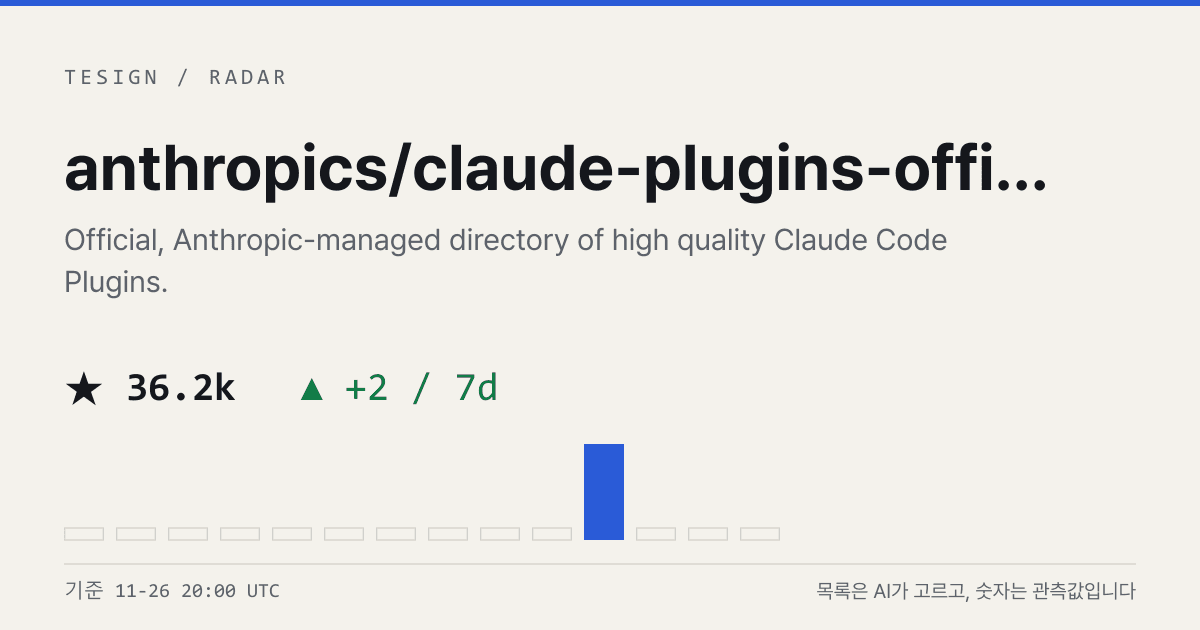 TESIGN / RADAR
anthropics/claude-plugins-offi...
Official, Anthropic-managed directory of high quality Claude Code
Plugins.
★ 36.2k ▲ +2 / 7d
기준 11-26 20:00 UTC
목록은 AI가 고르고, 숫자는 관측값입니다